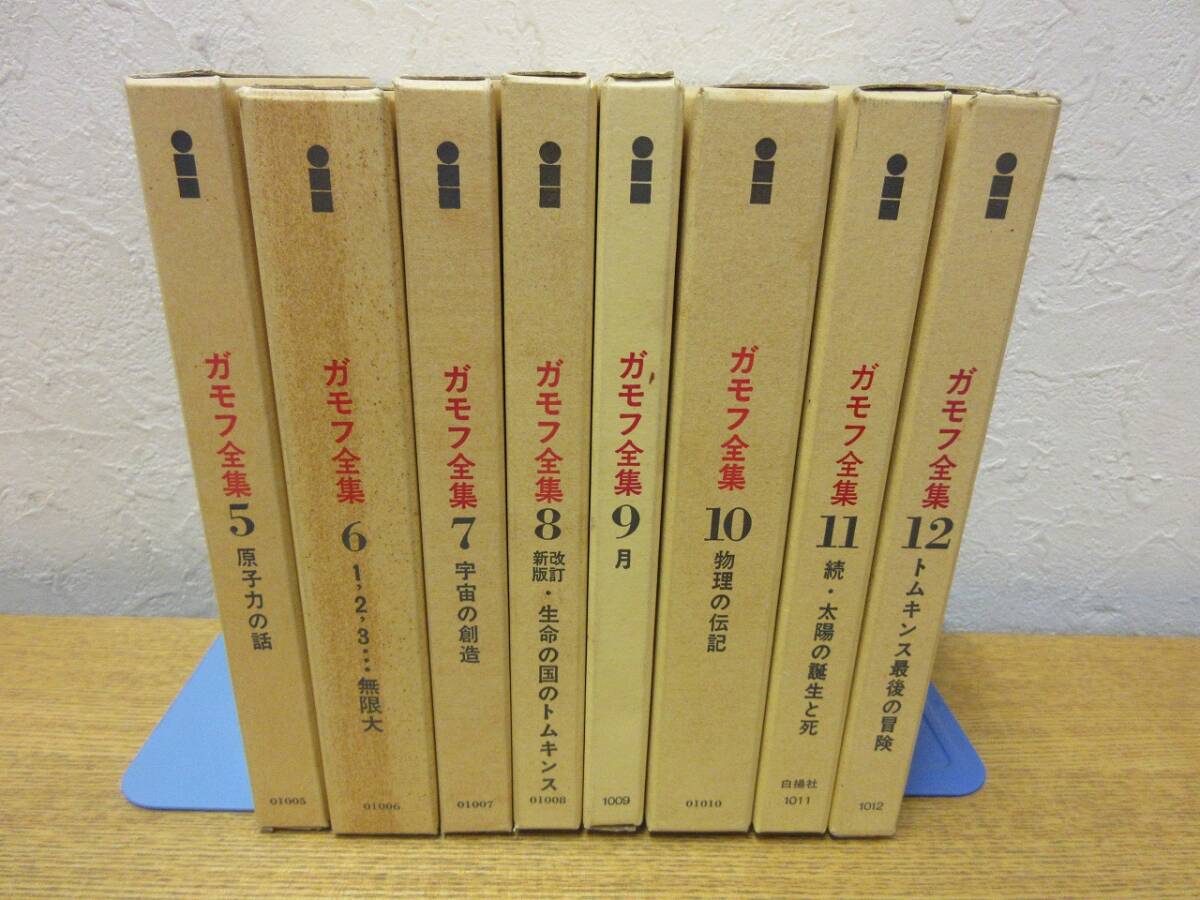 ガモフ全集
5
原子力の話
01005
ガモフ全集
6
1,2,3…無限大
01006
ガモフ全集
7
宇宙の創造
01007
ガモフ全集
8
改訂
新版
・生命の国のトムキンス
01008
ガモフ全集
9
月
1009
ガモフ全集
10
物理の伝記
01010
ガモフ全集
11
続・太陽の誕生と死
白揚社
1011
ガモフ全集
12
トムキンス最後の冒険
1012